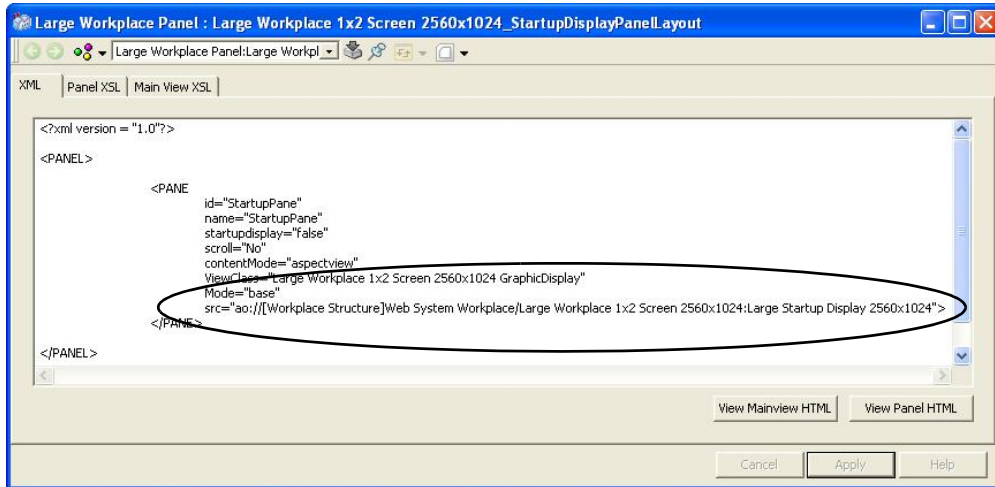 Large Workplace Panel : Large Workplace 1x2 Screen 2560x1024_StartupDisplayPanelLayout
Large Workplace Panel:Large Workpl
XML Panel XSL Main View XSL
<?xml version = "1.0"?>
<PANEL>
<PANE
id="StartupPane"
name="StartupPane"
startupdisplay="false"
scroll="No"
contentMode="aspectview"
ViewClass="Large Workplace 1x2 Screen 2560x1024 GraphicDisplay"
Mode="base"
src="ao://[Workplace Structure]Web System Workplace/Large Workplace 1x2 Screen 2560x1024:Large Startup Display 2560x1024">
</PANE>
</PANEL>
View Mainview HTML View Panel HTML
Cancel Apply Help